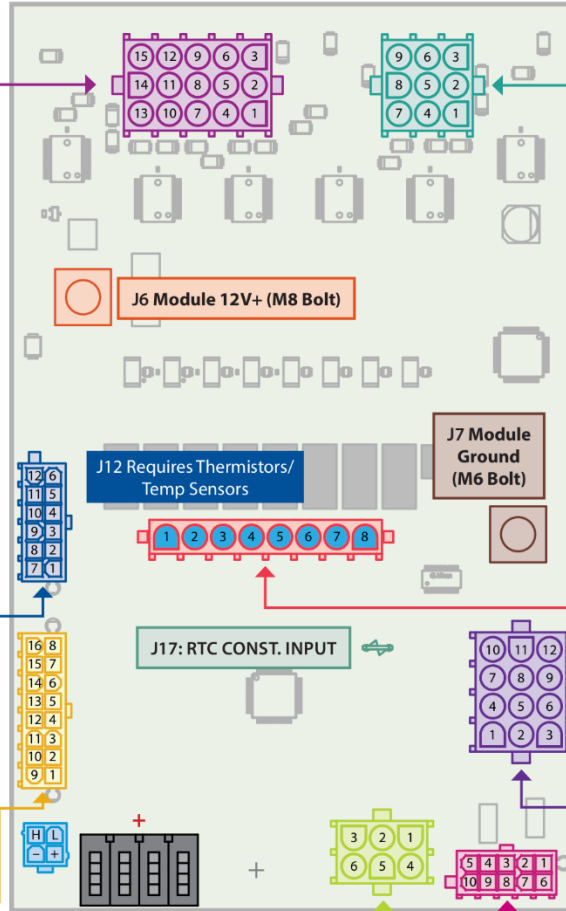 15 12 9 6 3
14 11 8 5 2
13 10 7 4 1
9 6 3
8 5 2
7 4 1
J6 Module 12V+ (M8 Bolt)
J7 Module
Ground
(M6 Bolt)
J12 Requires Thermistors/
Temp Sensors
12 6
11 5
10 4
9 3
8 2
7 1
1 2 3 4 5 6 7 8
J17: RTC CONST. INPUT
16 8
15 7
14 6
13 5
12 4
11 3
10 2
9 1
10 11 12
7 8 9
4 5 6
1 2 3
H L
− +
+
+
3 2 1
6 5 4
5 4 3 2 1
10 9 8 7 6